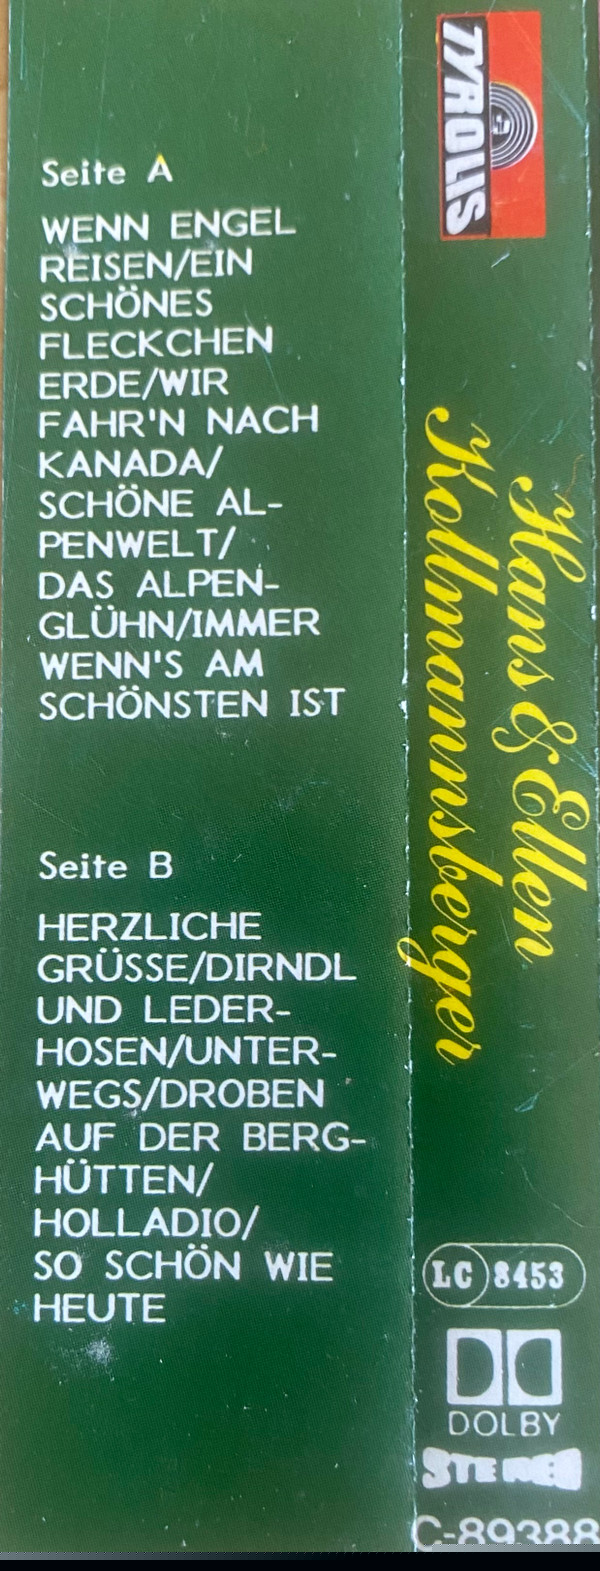 Seite A
WENN ENGEL
REISEN/EIN
SCHÖNES
FLECKCHEN
ERDE/WIR
FAHR'N NACH
KANADA/
SCHÖNE AL-
PENWELT/
DAS ALPEN-
GLÜHN/IMMER
WENN'S AM
SCHÖNSTEN IST
Seite B
HERZLICHE
GRÜSSE/DIRNDL
UND LEDER-
HOSEN/UNTER-
WEGS/DROBEN
AUF DER BERG-
HÜTTEN/
HOLLADIO/
SO SCHÖN WIE
HEUTE
TYROLIS
Hans & Ellen
Kollmannsberger
LC 8453
DOLBY
STEREO
C-89388